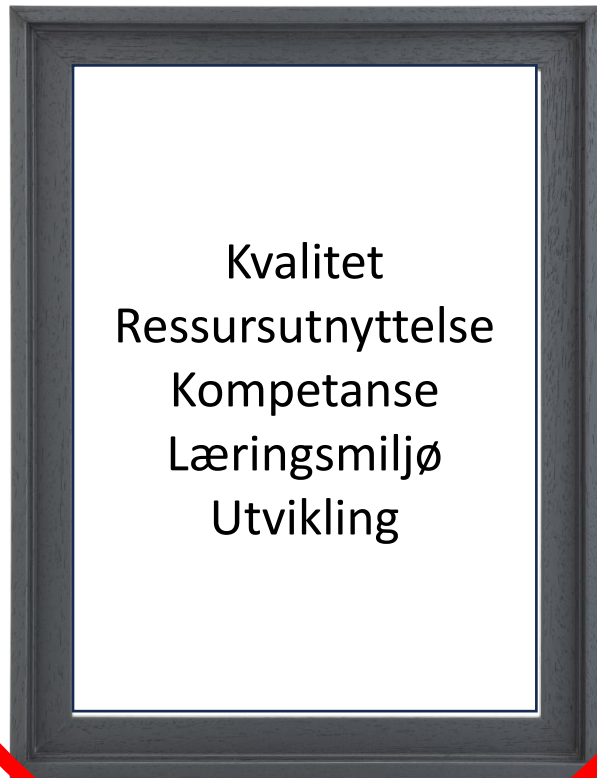 Kvalitet
Ressursutnyttelse
Kompetanse
Læringsmiljø
Utvikling